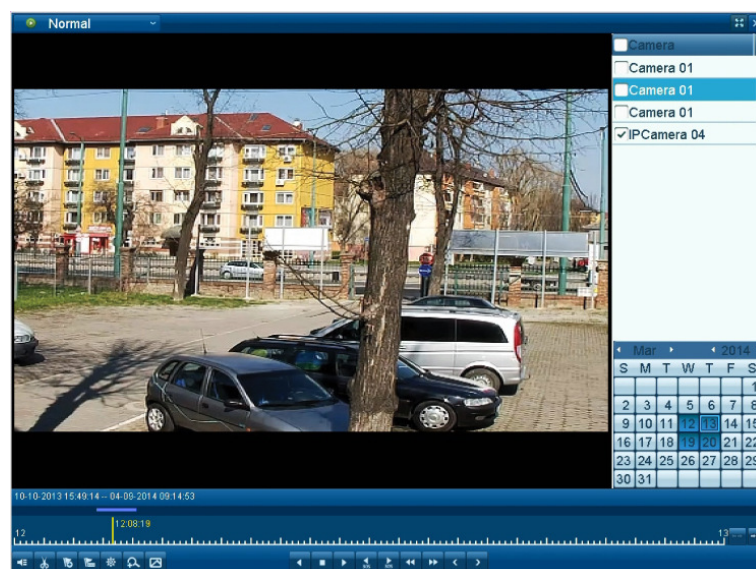 Normal
Camera
Camera 01
Camera 01
Camera 01
IPCamera 04
Mar 2014
S M T W T F S
1
2 3 4 5 6 7 8
9 10 11 12 13 14 15
16 17 18 19 20 21 22
23 24 25 26 27 28 29
30 31
10-10-2013 15:49:14 -- 04-09-2014 09:14:53
12:08:19
12 13